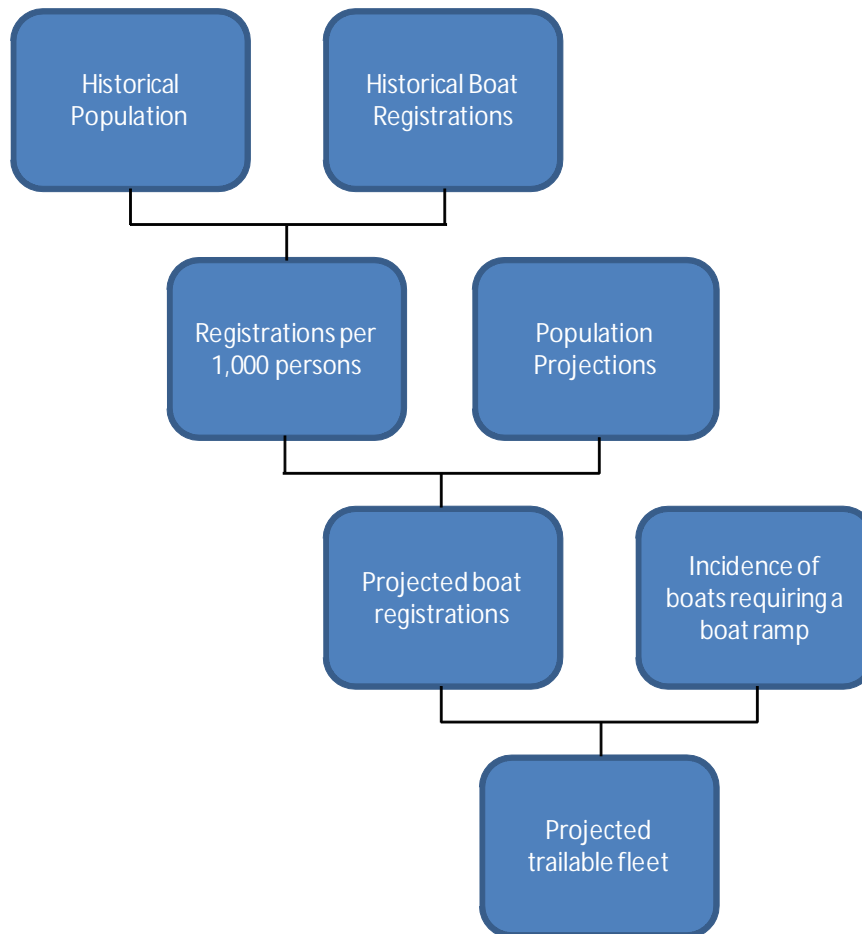 Historical
Population
Historical Boat
Registrations
Registrations per
1,000 persons
Population
Projections
Projected boat
registrations
Incidence of
boats requiring a
boat ramp
Projected
trailable fleet